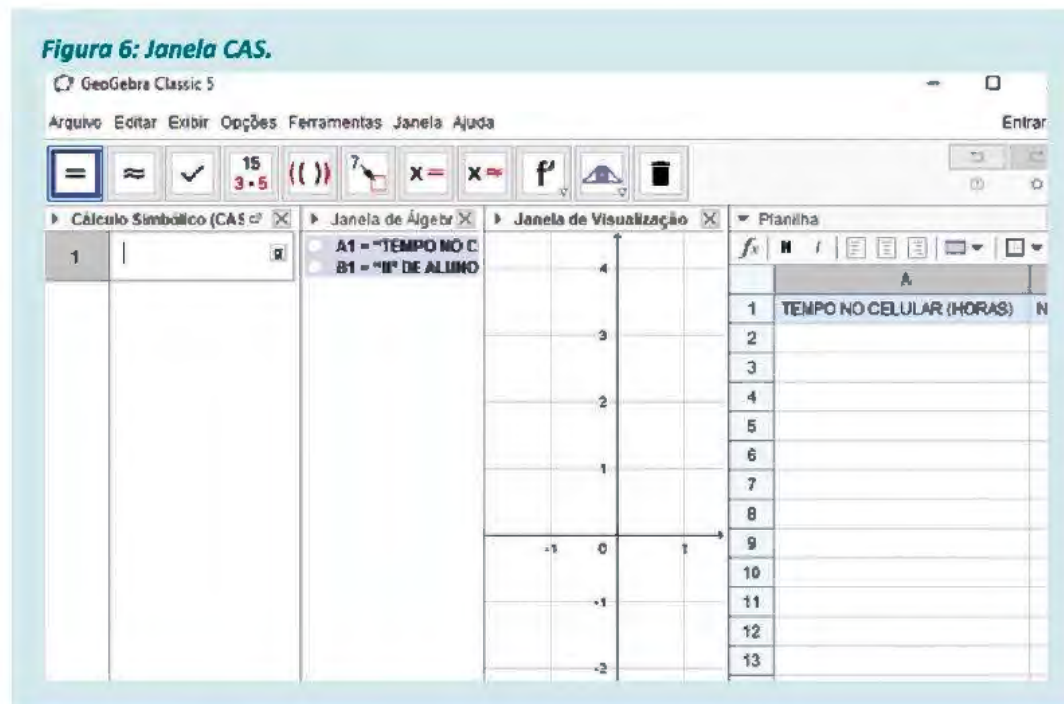 Figura 6: Janela CAS.
GeoGebra Classic 5
Arquivo Editar Exibir Opções Ferramentas Janela Ajuda
Entrar
= ≈ ✓ 15 3·5 (( )) 7 x = x ≈ f'
Cálculo Simbólico (CAS
Janela de Álgebr
Janela de Visualização
Planilha
1
A1 = "TEMPO NO C
B1 = "Nº DE ALUNO
fx N I
A
1 TEMPO NO CELULAR (HORAS) N
2
3
4
5
6
7
8
9
10
11
12
13
4
3
2
1
-1 0 1
-1
-2